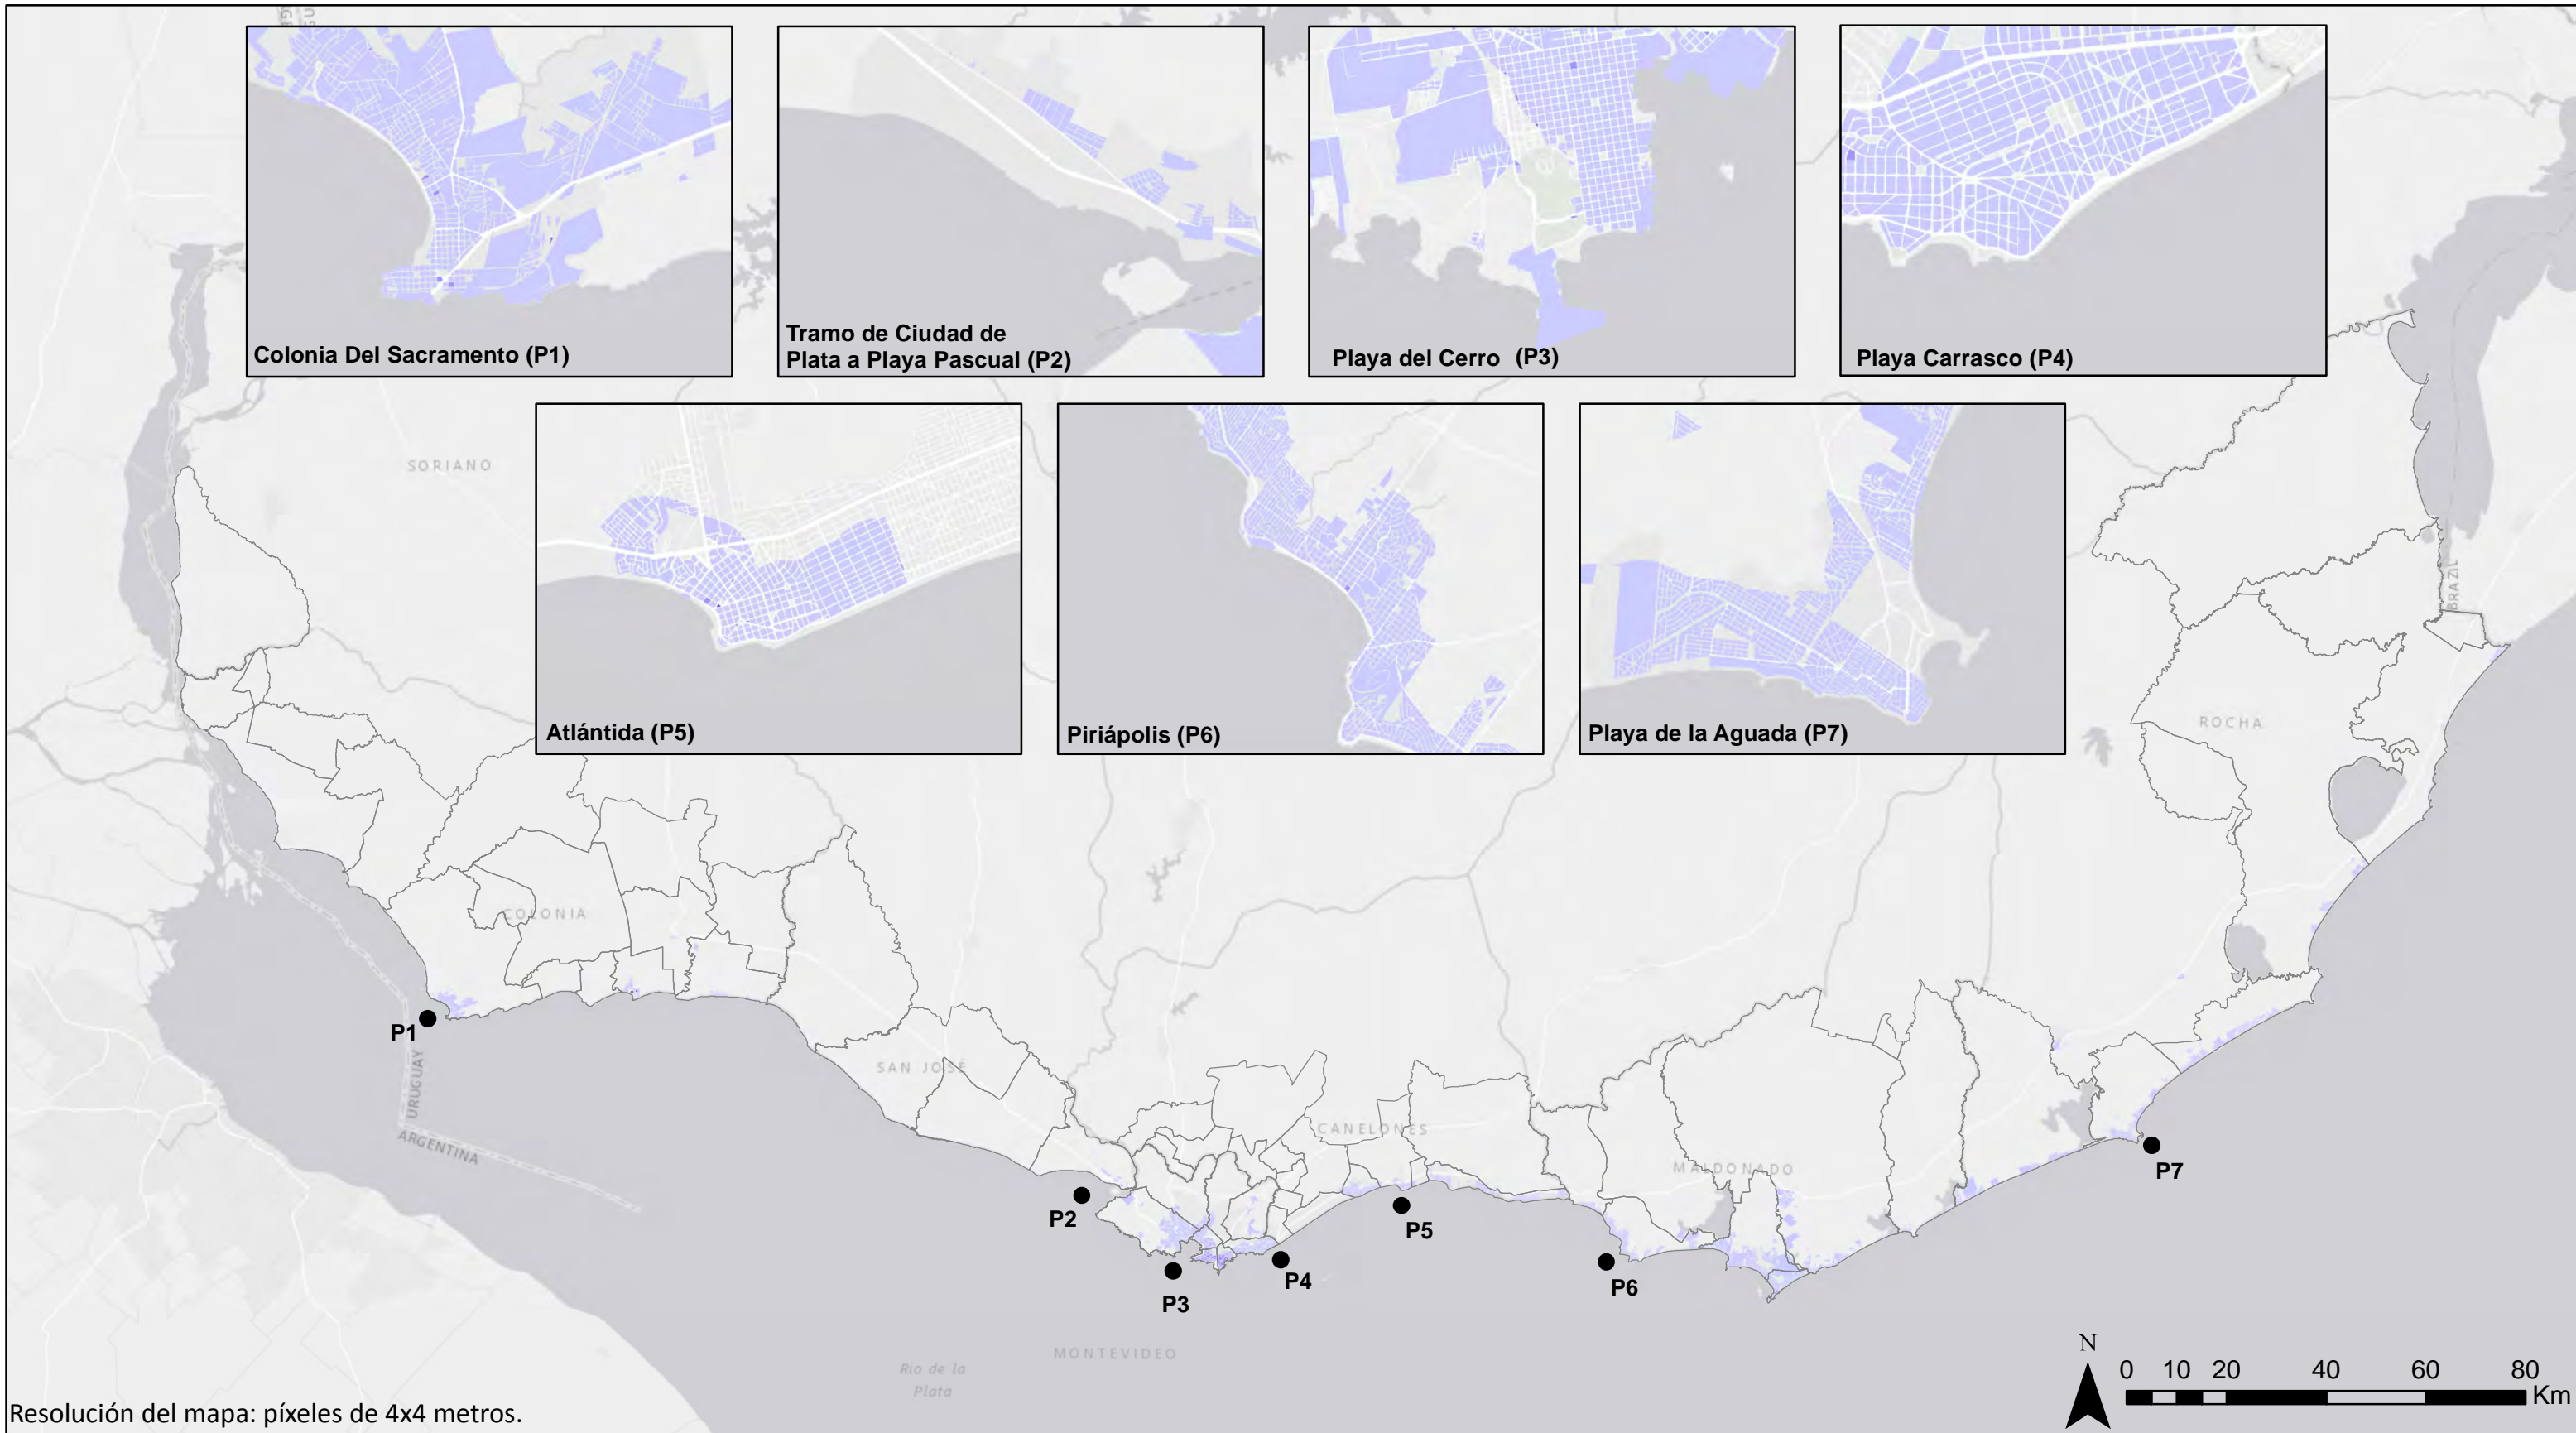 Colonia Del Sacramento (P1)
Tramo de Ciudad de
Plata a Playa Pascual (P2)
Playa del Cerro (P3)
Playa Carrasco (P4)
Atlántida (P5)
Piriápolis (P6)
Playa de la Aguada (P7)
SORIANO
BRAZIL
ROCHA
COLONIA
P1
URUGUAY
ARGENTINA
SAN JOSÉ
CANELONES
MALDONADO
P2
P3
P4
P5
P6
P7
MONTEVIDEO
Rio de la
Plata
N
0 10 20 40 60 80
Km
Resolución del mapa: píxeles de 4x4 metros.